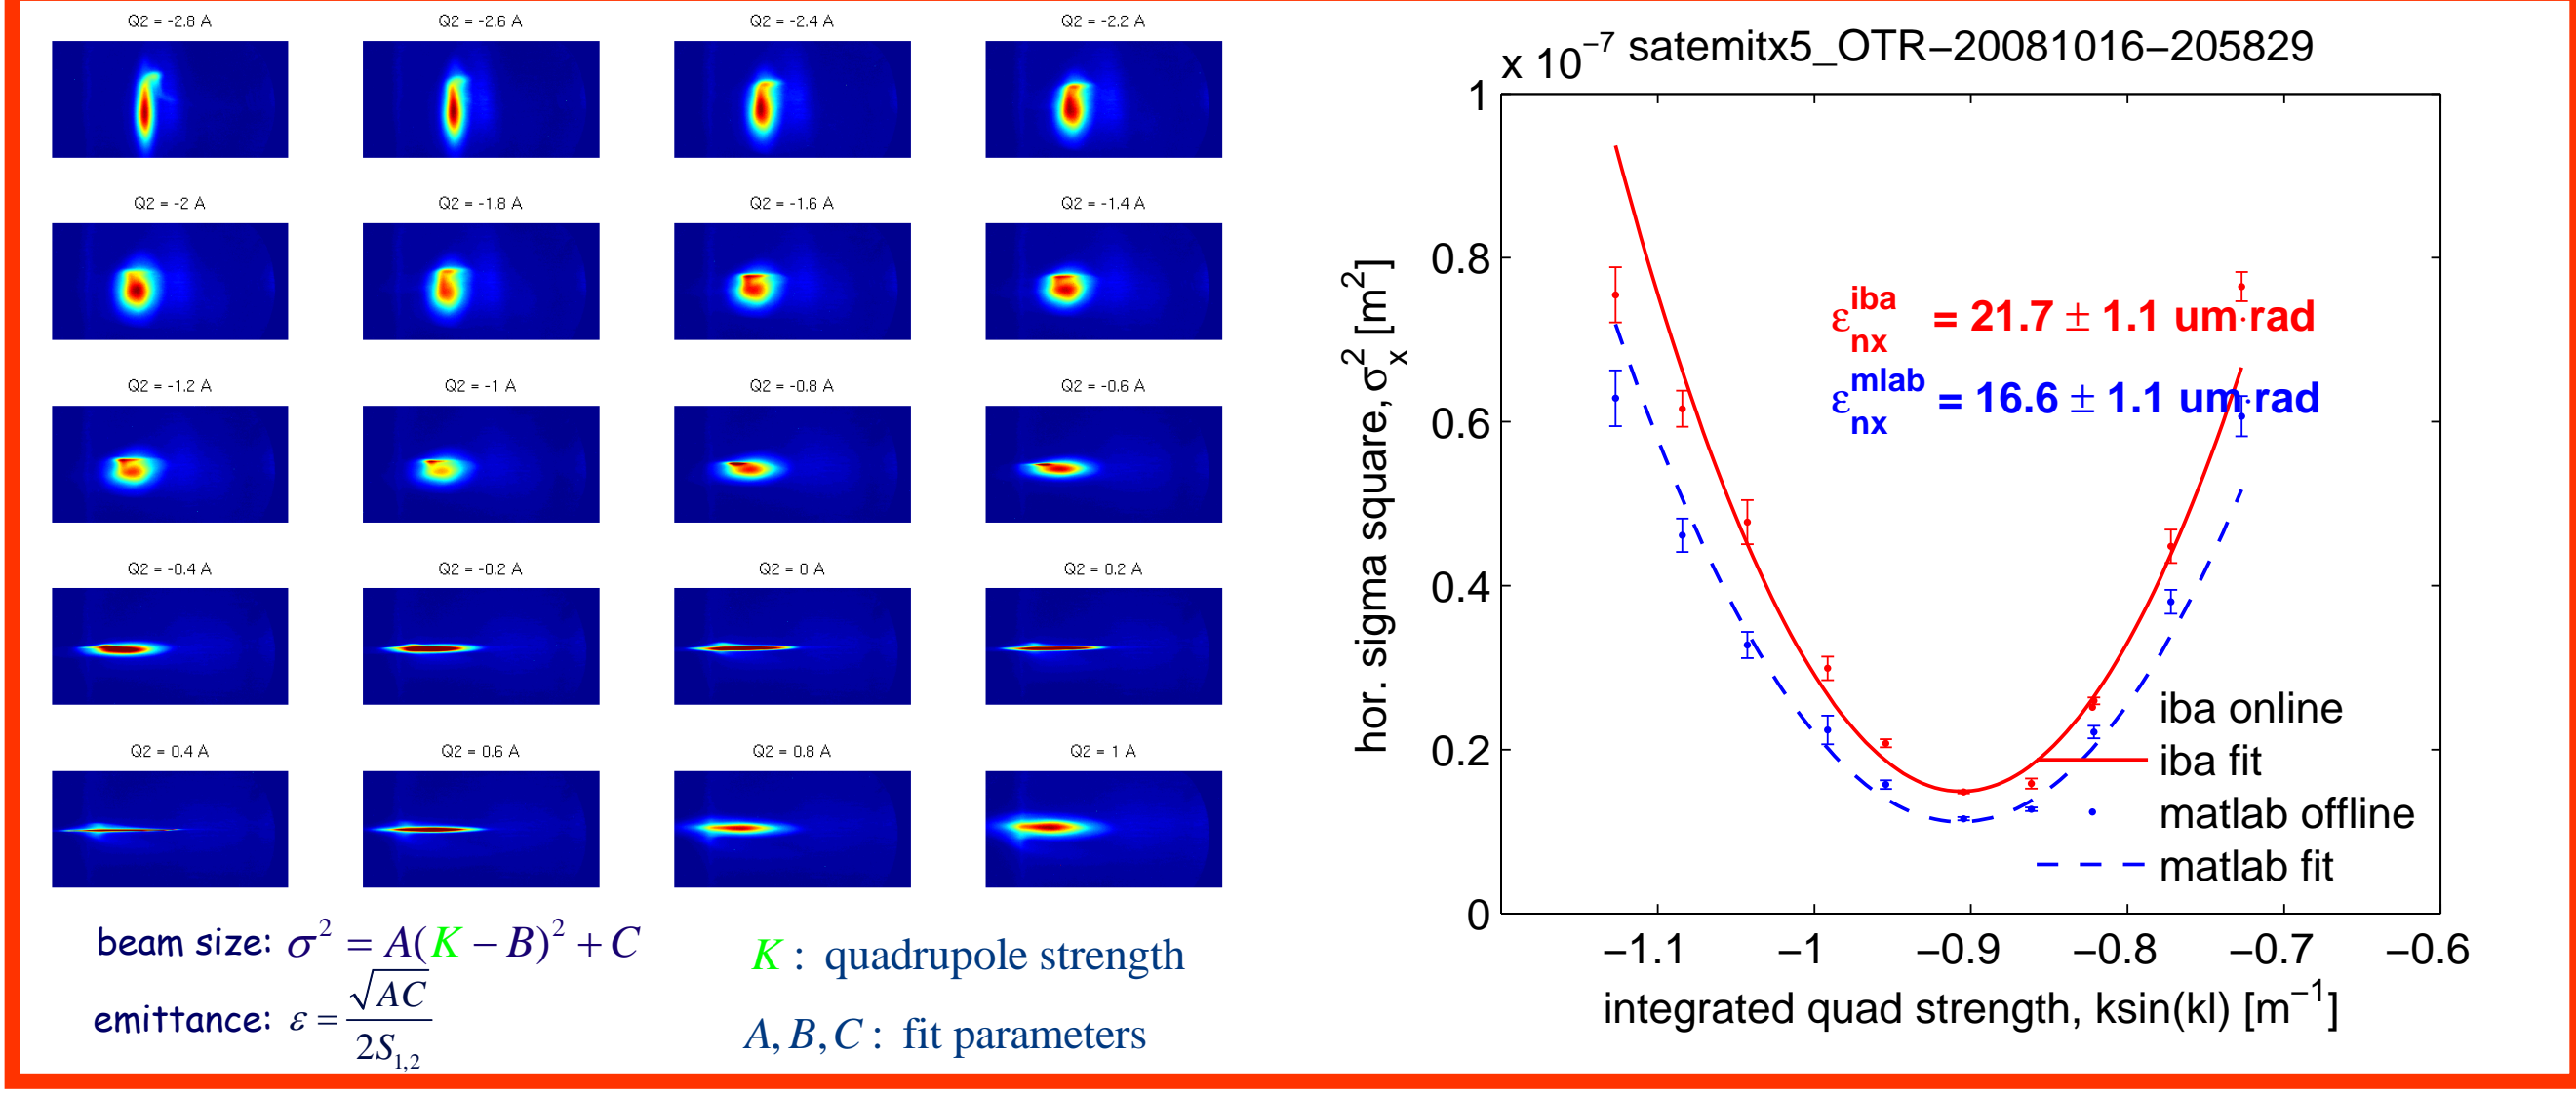 Q2 = -2.8 A
Q2 = -2.6 A
Q2 = -2.4 A
Q2 = -2.2 A
Q2 = -2 A
Q2 = -1.8 A
Q2 = -1.6 A
Q2 = -1.4 A
Q2 = -1.2 A
Q2 = -1 A
Q2 = -0.8 A
Q2 = -0.6 A
Q2 = -0.4 A
Q2 = -0.2 A
Q2 = 0 A
Q2 = 0.2 A
Q2 = 0.4 A
Q2 = 0.6 A
Q2 = 0.8 A
Q2 = 1 A
beam size: σ² = A(K − B)² + C
emittance: ε = √AC / 2S₁,₂
K : quadrupole strength
A, B, C : fit parameters
x 10⁻⁷ satemitx5_OTR−20081016−205829
1
0.8
0.6
0.4
0.2
0
hor. sigma square, σₓ² [m²]
ε_nx^iba = 21.7 ± 1.1 um·rad
ε_nx^mlab = 16.6 ± 1.1 um·rad
iba online
iba fit
matlab offline
matlab fit
−1.1 −1 −0.9 −0.8 −0.7 −0.6
integrated quad strength, ksin(kl) [m⁻¹]